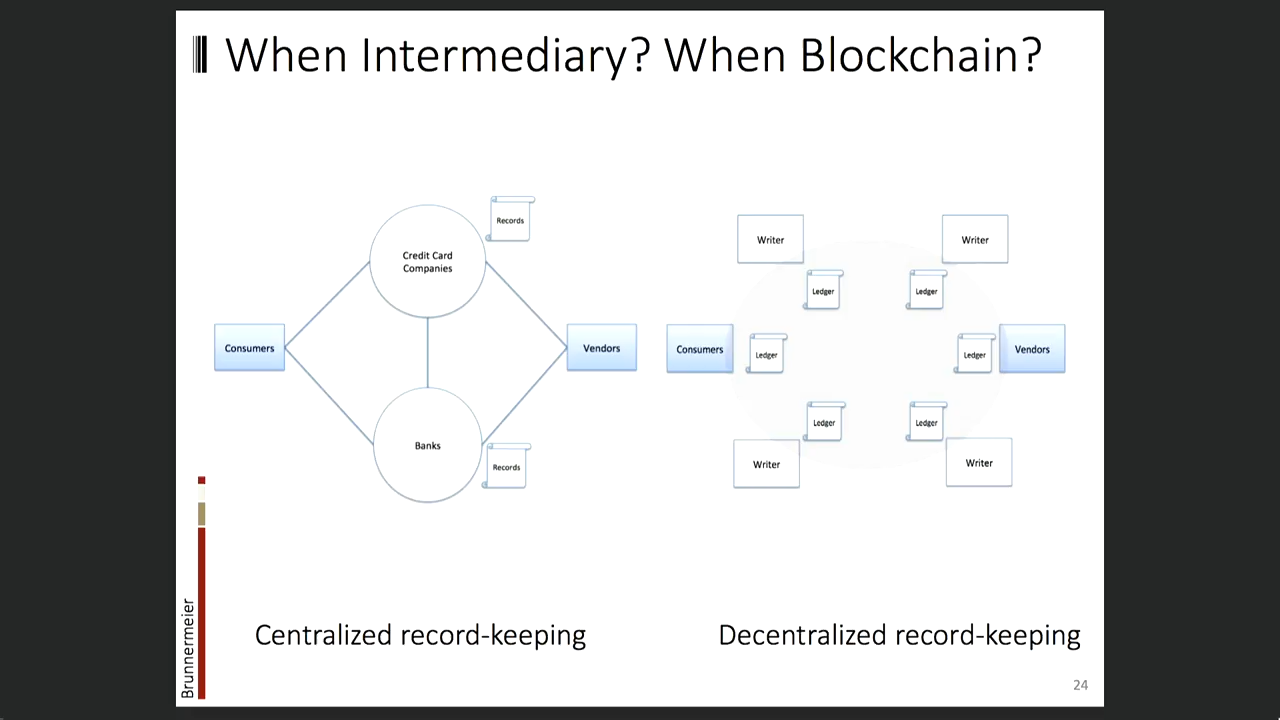 When Intermediary? When Blockchain?
Records
Credit Card
Companies
Consumers
Vendors
Banks
Records
Centralized record-keeping
Writer
Writer
Ledger
Ledger
Consumers
Ledger
Ledger
Vendors
Ledger
Ledger
Writer
Writer
Decentralized record-keeping
Brunnermeier
24